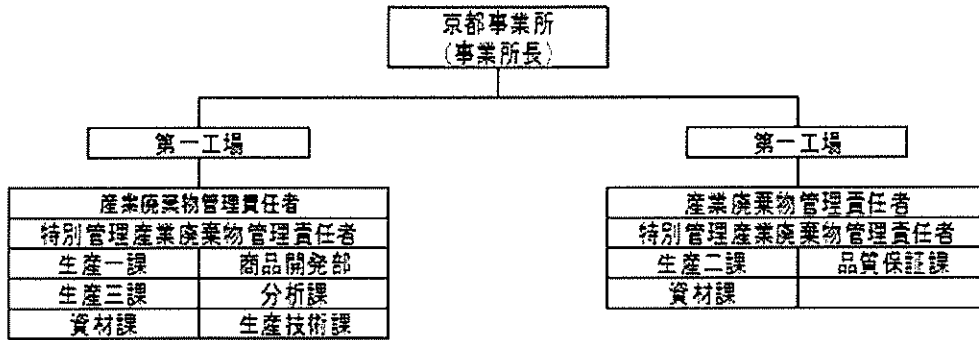 京都事業所
(事業所長)
第一工場
産業廃棄物管理責任者
特別管理産業廃棄物管理責任者
生産一課 商品開発部
生産三課 分析課
資材課 生産技術課
第一工場
産業廃棄物管理責任者
特別管理産業廃棄物管理責任者
生産二課 品質保証課
資材課